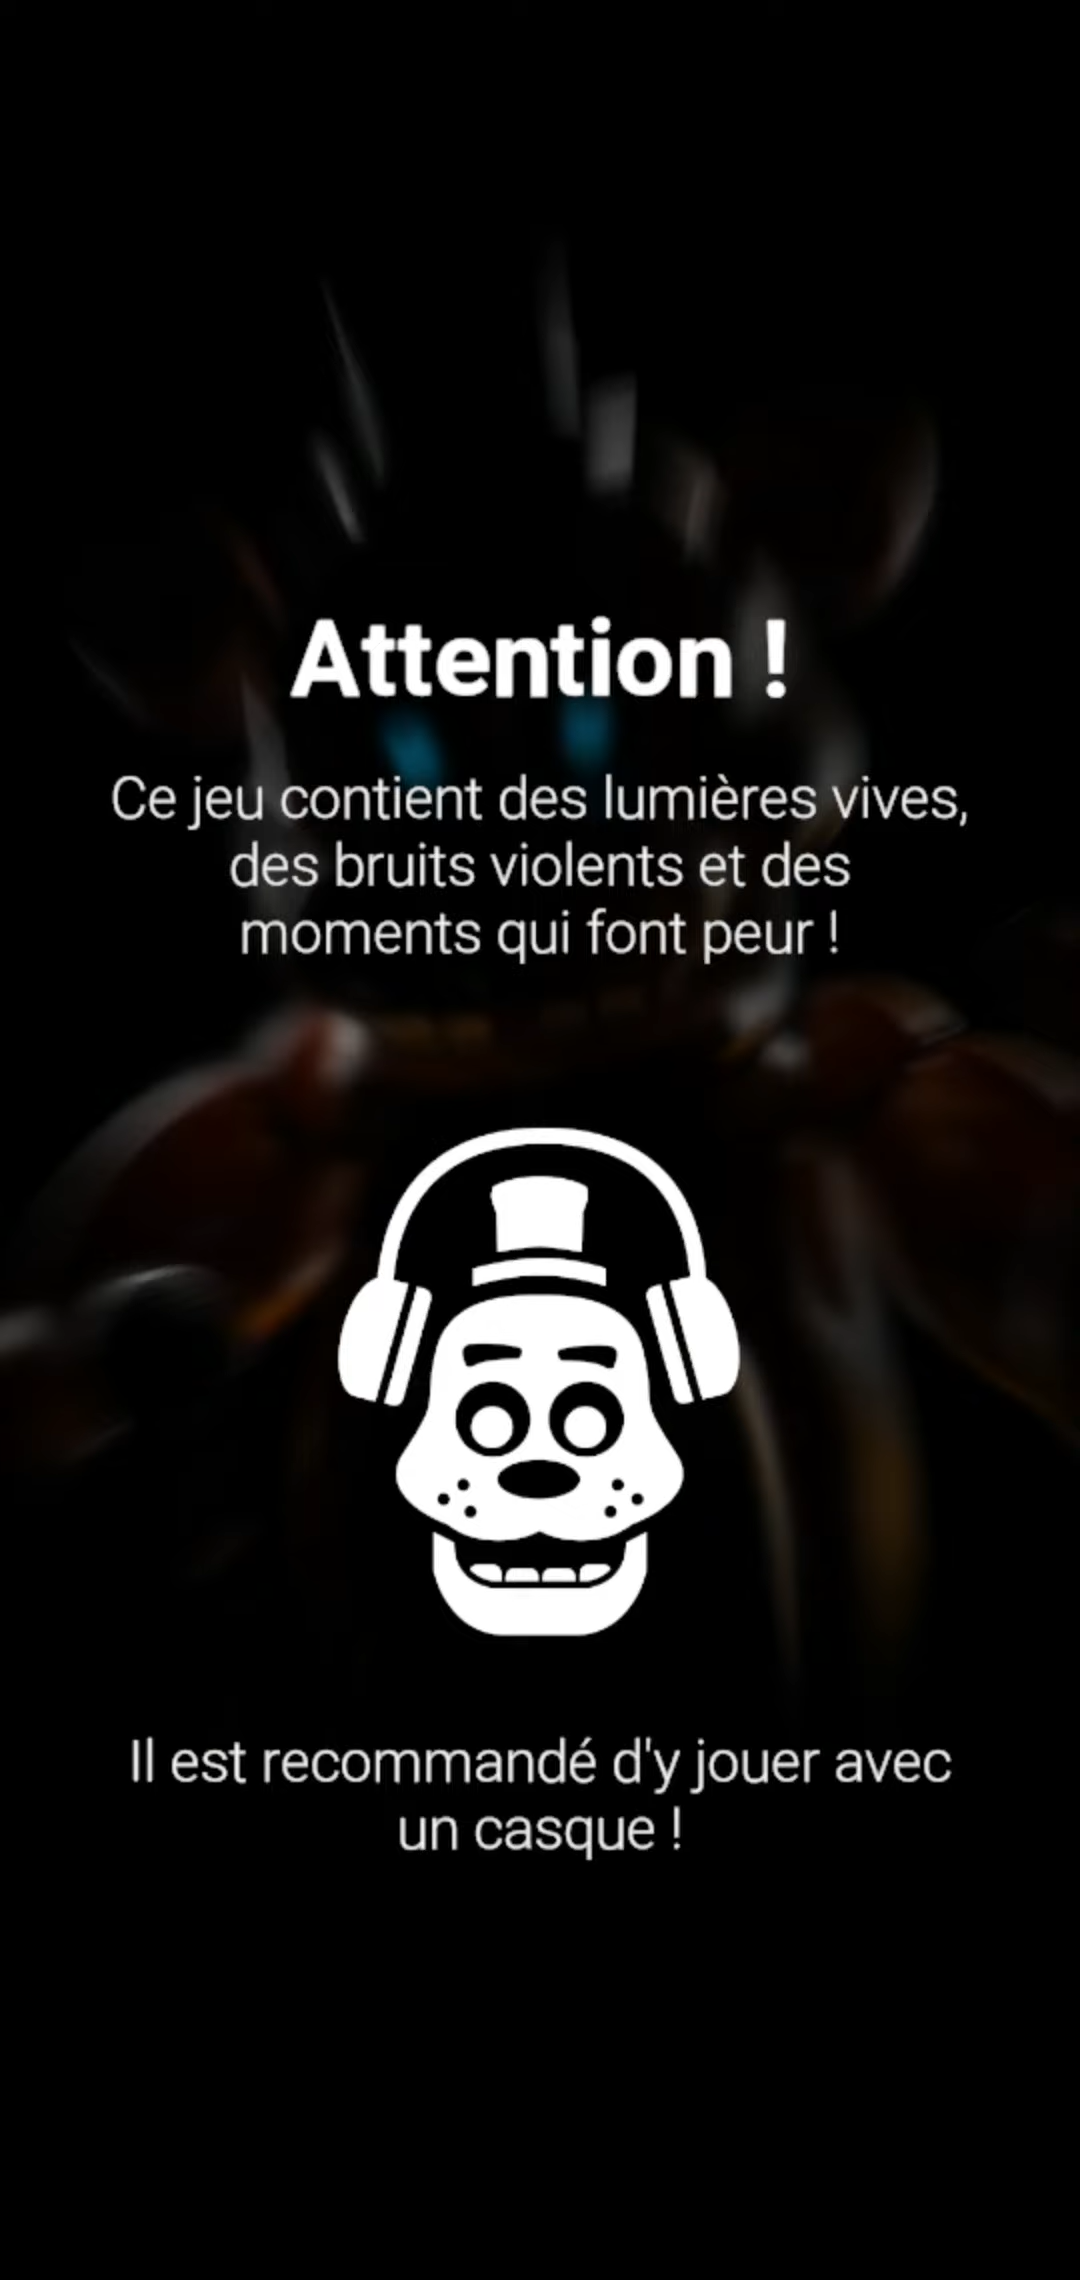 Attention !
Ce jeu contient des lumières vives,
des bruits violents et des
moments qui font peur !
Il est recommandé d'y jouer avec
un casque !